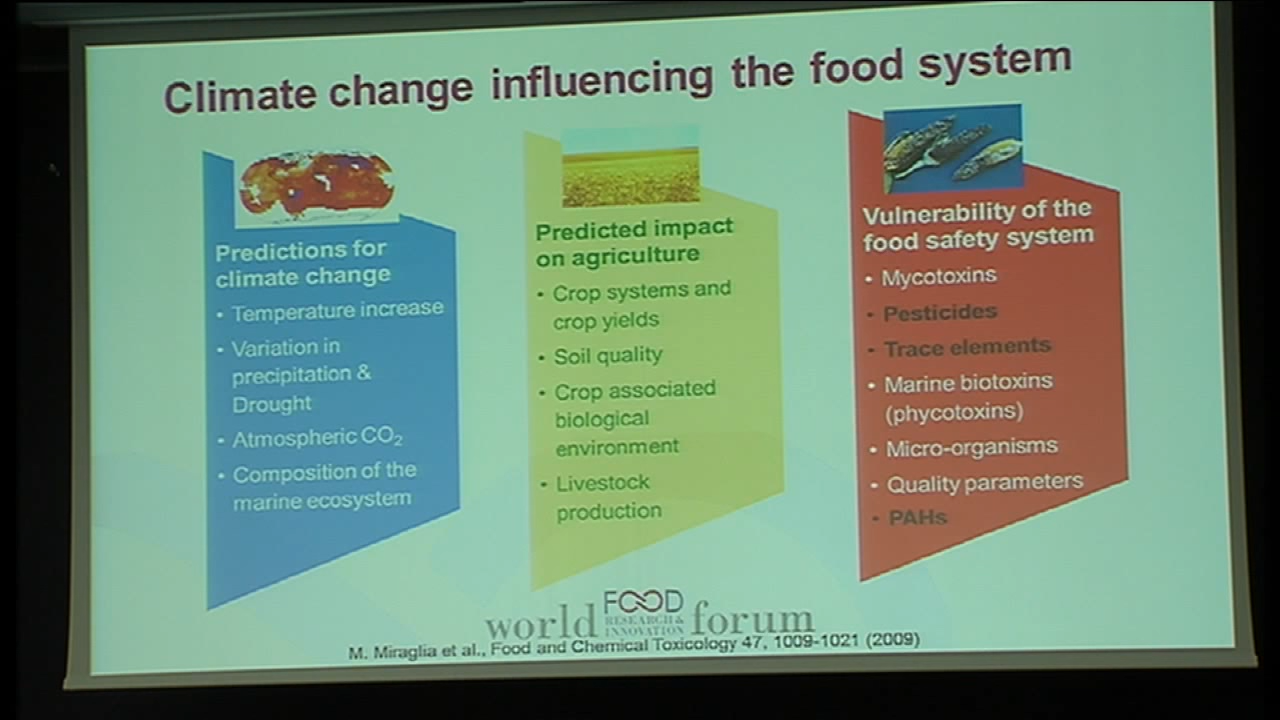 Climate change influencing the food system
Predictions for
climate change
• Temperature increase
• Variation in
precipitation &
Drought
• Atmospheric CO₂
• Composition of the
marine ecosystem
Predicted impact
on agriculture
• Crop systems and
crop yields
• Soil quality
• Crop associated
biological
environment
• Livestock
production
Vulnerability of the
food safety system
• Mycotoxins
• Pesticides
• Trace elements
• Marine biotoxins
(phycotoxins)
• Micro-organisms
• Quality parameters
• PAHs
world FOOD RESEARCH & INNOVATION forum
M. Miraglia et al., Food and Chemical Toxicology 47, 1009-1021 (2009)